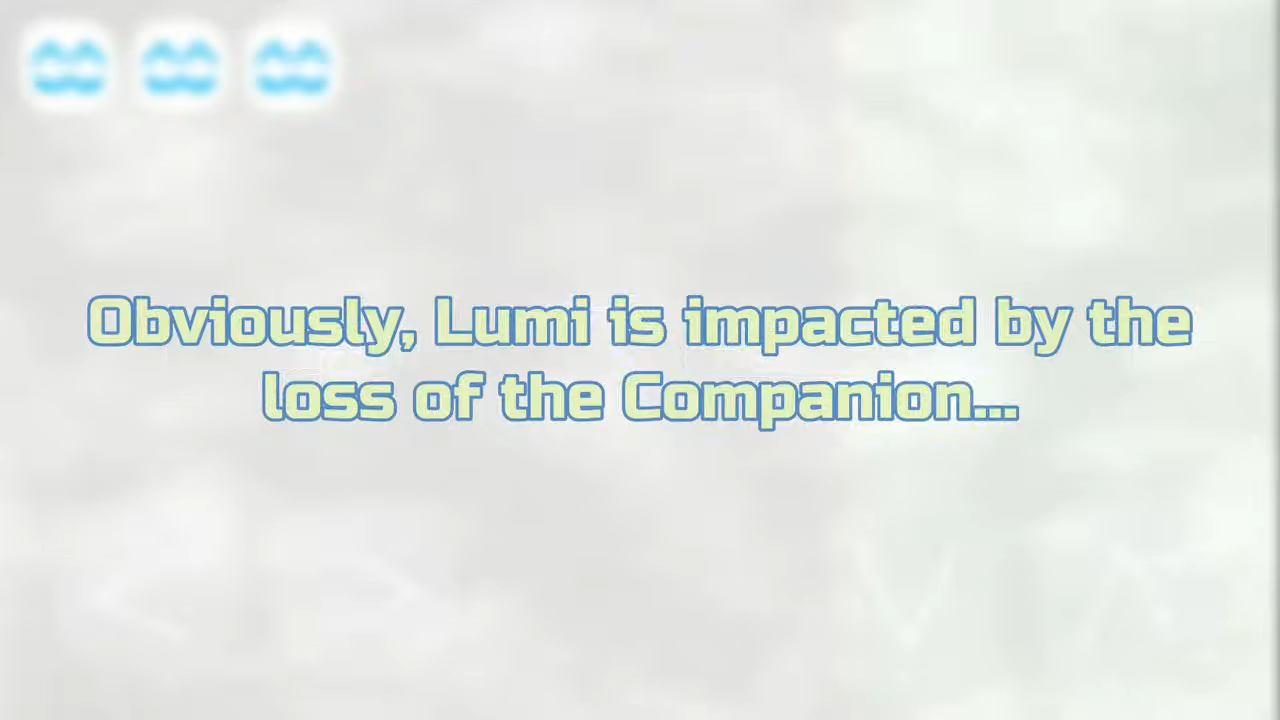 Obviously, Lumi is impacted by the
loss of the Companion...